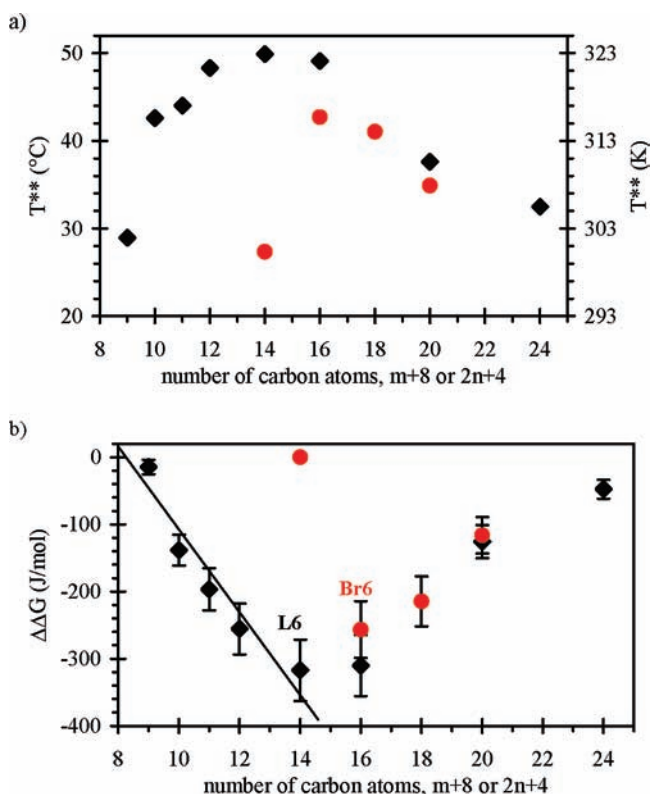 a)
50
40
30
20
T** (°C)
323
313
303
293
T** (K)
8 10 12 14 16 18 20 22 24
number of carbon atoms, m+8 or 2n+4
b)
0
-100
-200
-300
-400
ΔΔG (J/mol)
Br6
L6
8 10 12 14 16 18 20 22 24
number of carbon atoms, m+8 or 2n+4